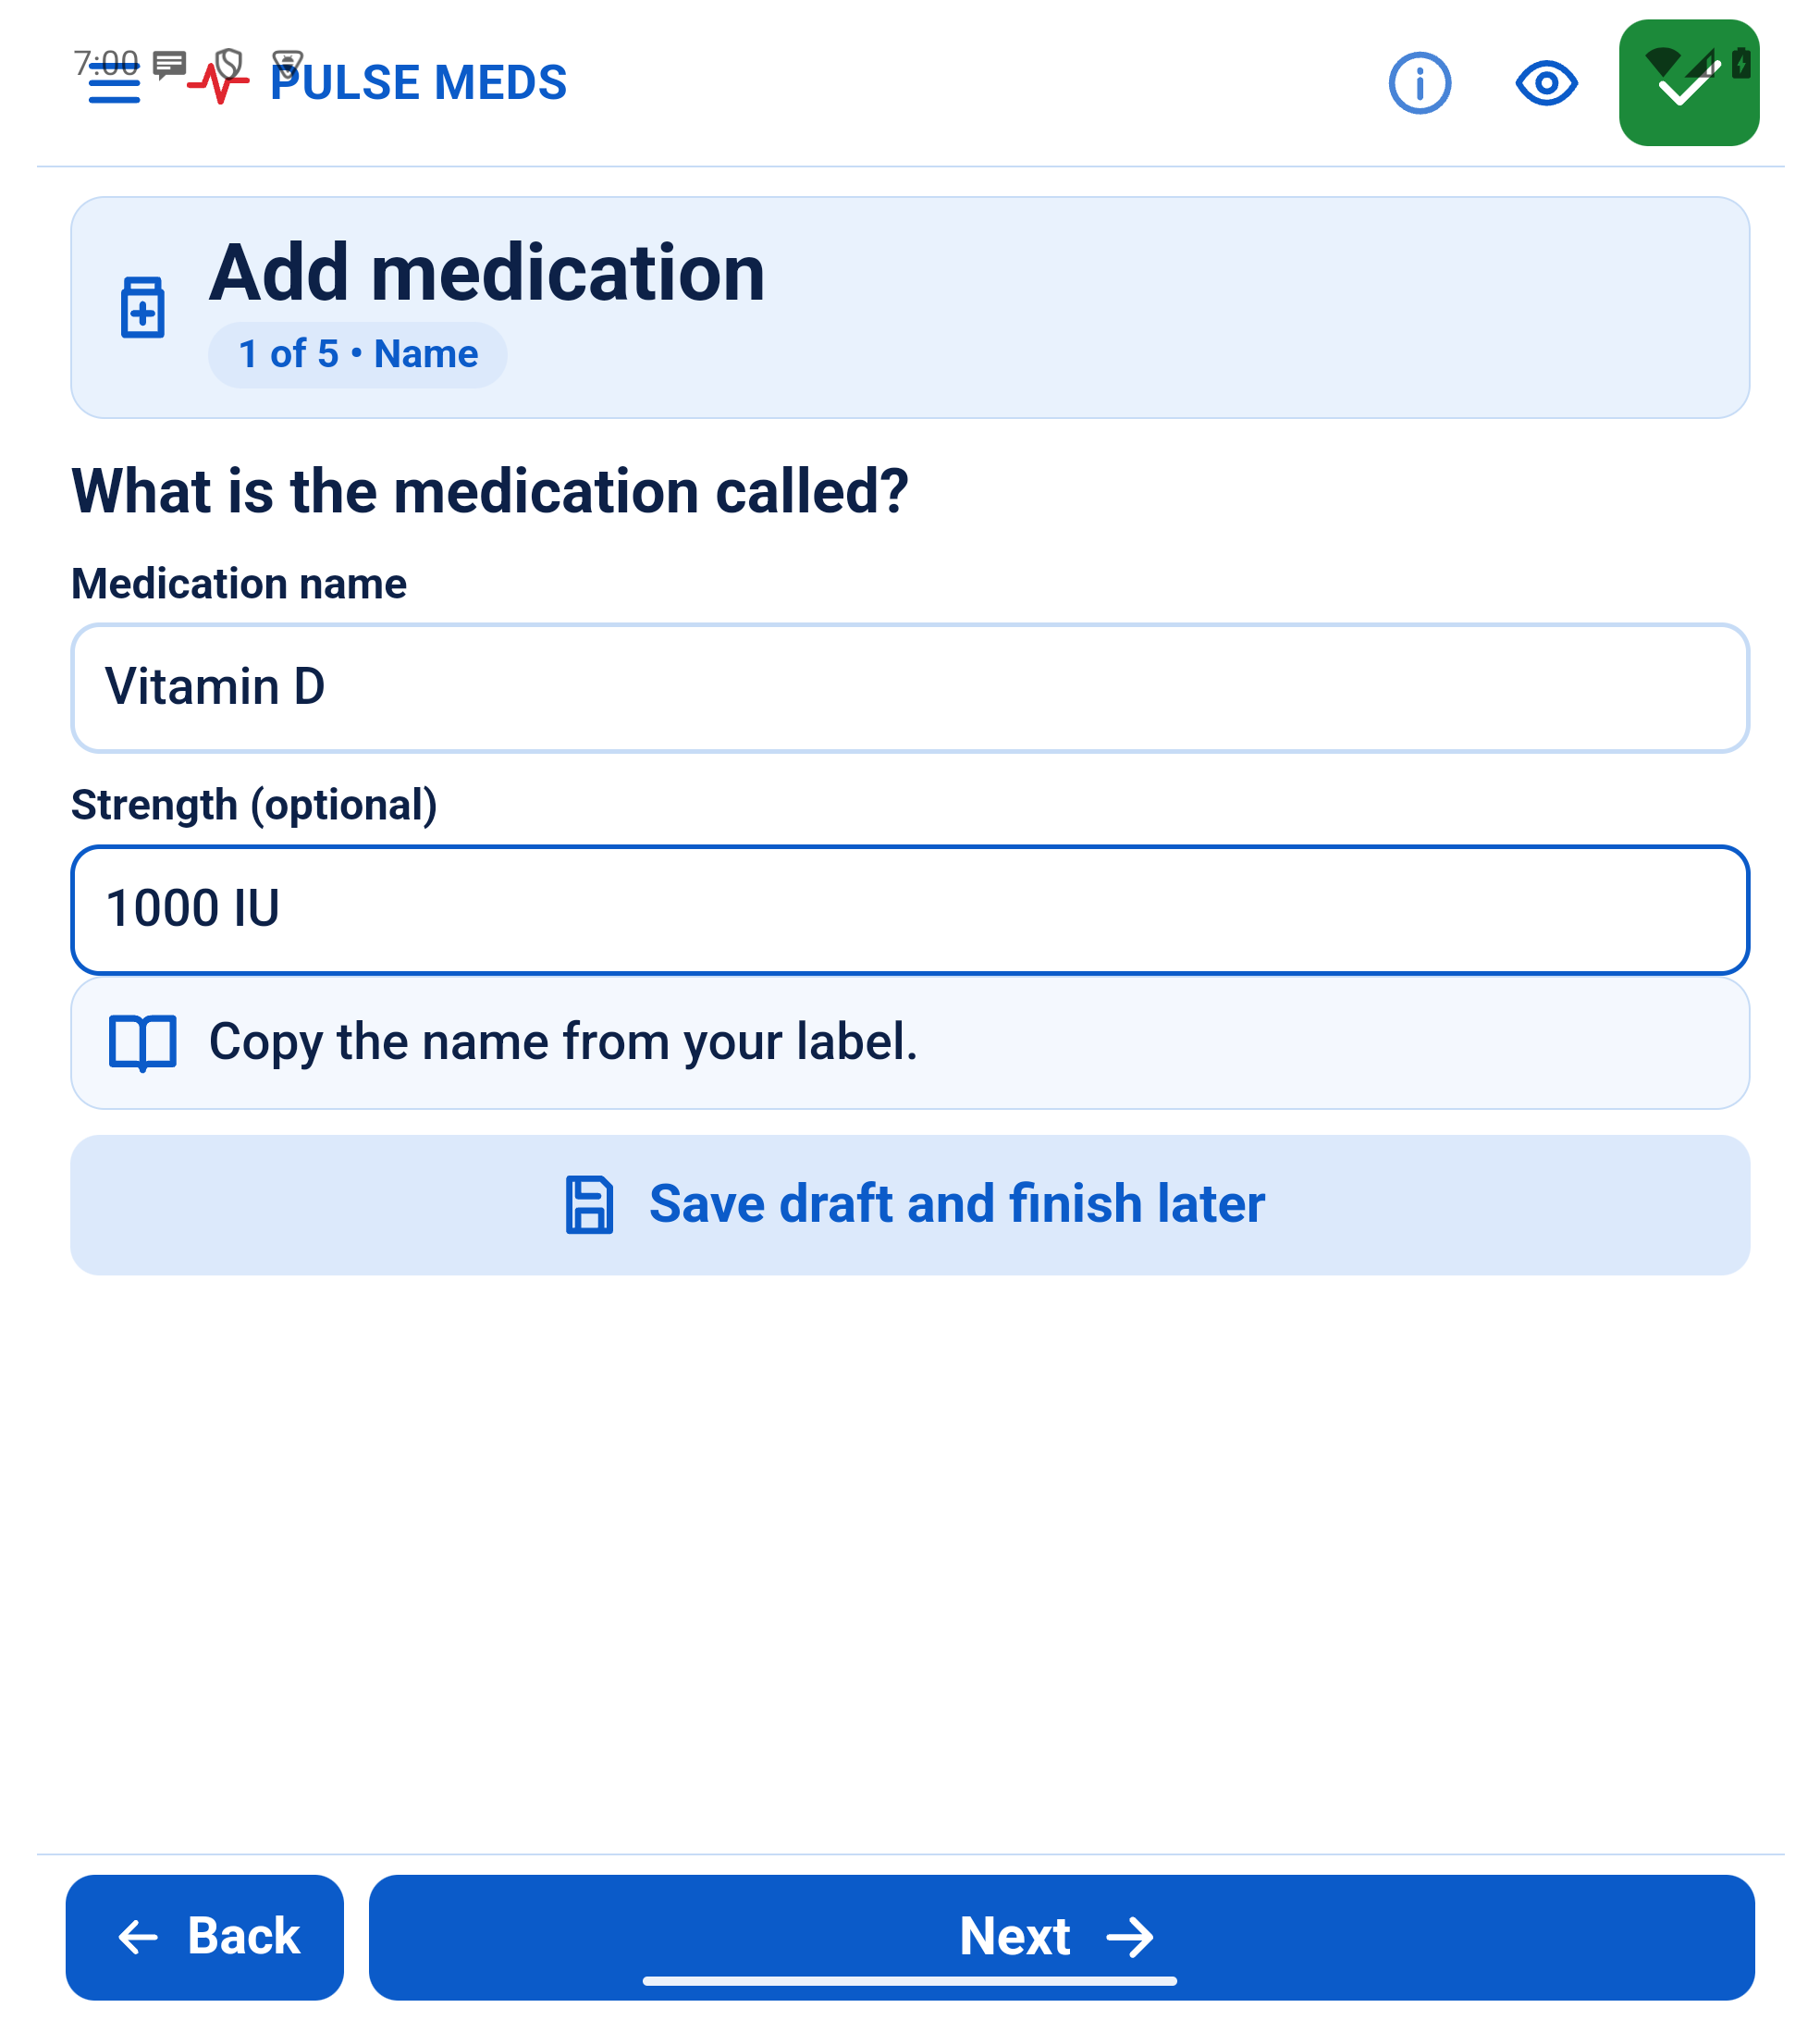 7:00
PULSE MEDS
Add medication
1 of 5 • Name
What is the medication called?
Medication name
Vitamin D
Strength (optional)
1000 IU
Copy the name from your label.
Save draft and finish later
Back
Next